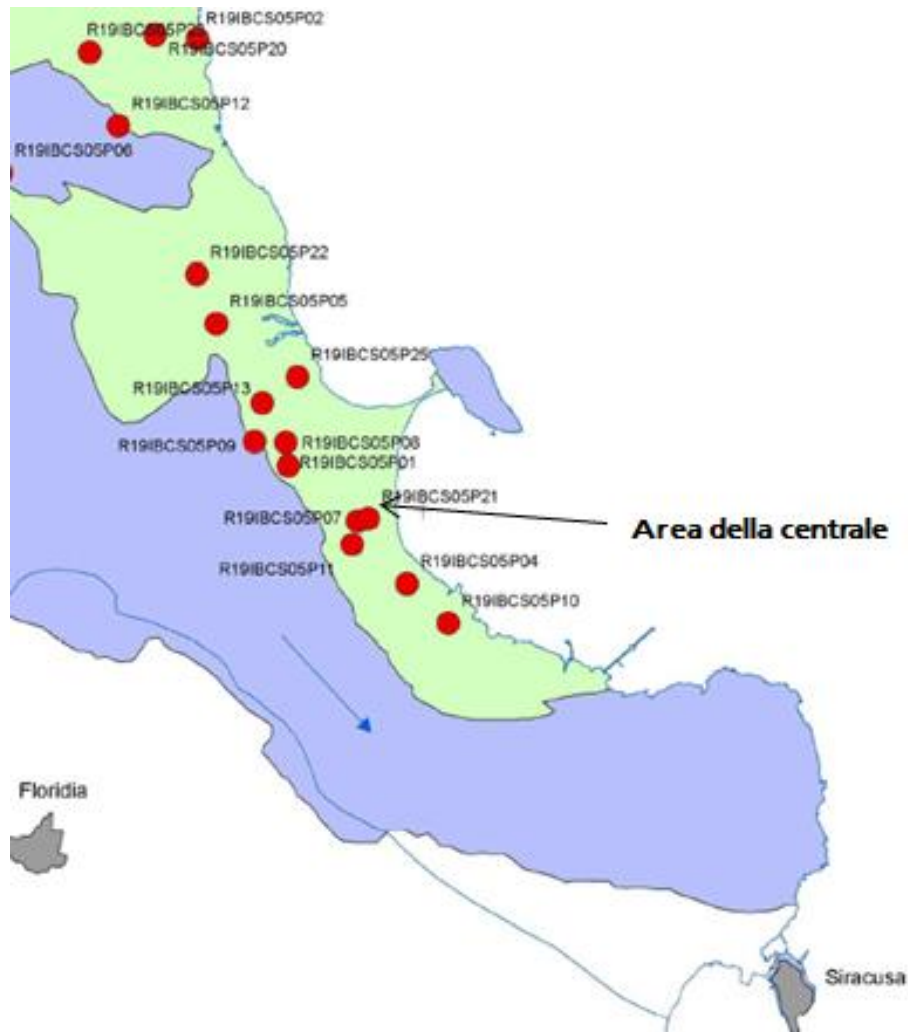 R19IBCS05P02
R19IBCS05P20
R19IBCS05P12
R19IBCS05P06
R19IBCS05P22
R19IBCS05P05
R19IBCS05P25
R19IBCS05P13
R19IBCS05P09
R19IBCS05P08
R19IBCS05P01
R19IBCS05P21
R19IBCS05P07
Area della centrale
R19IBCS05P11
R19IBCS05P04
R19IBCS05P10
Floridia
Siracusa